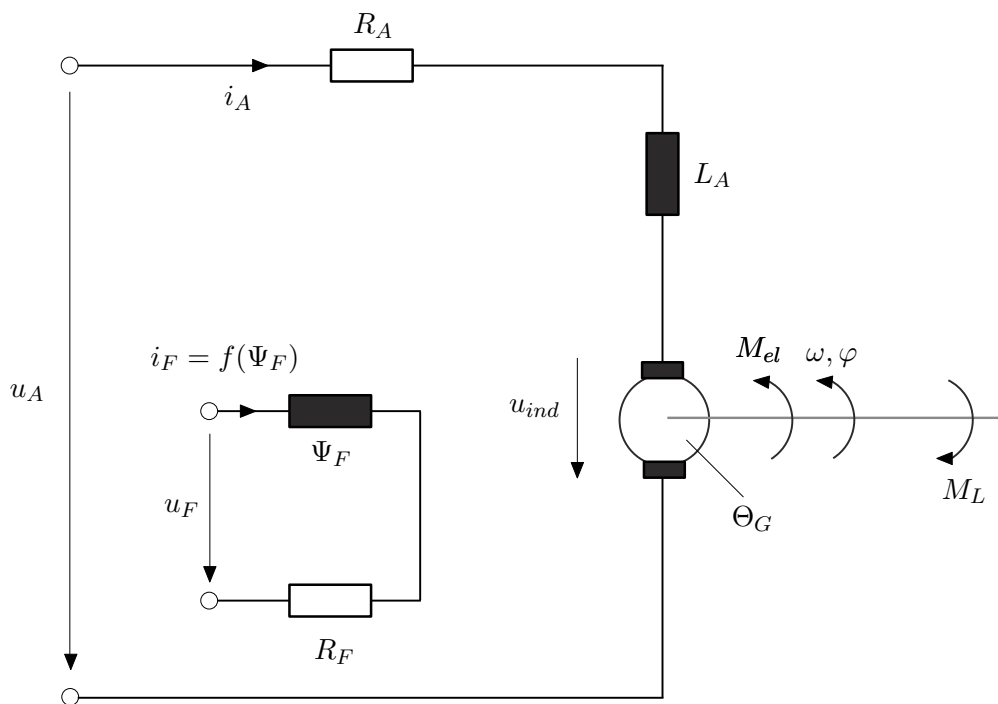 R_A
i_A
L_A
i_F = f(Ψ_F)
M_el
ω, φ
u_A
u_ind
Ψ_F
u_F
M_L
Θ_G
R_F